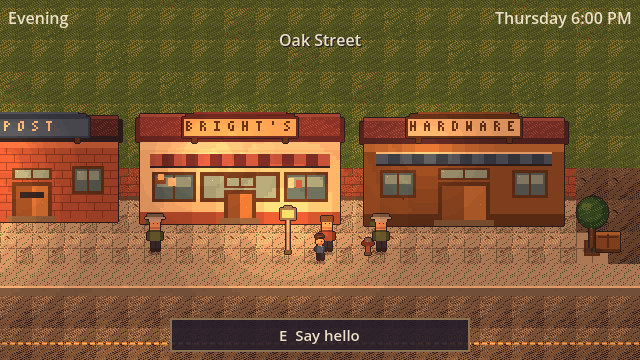 Evening
Thursday 6:00 PM
Oak Street
POST
BRIGHT'S
HARDWARE
E Say hello